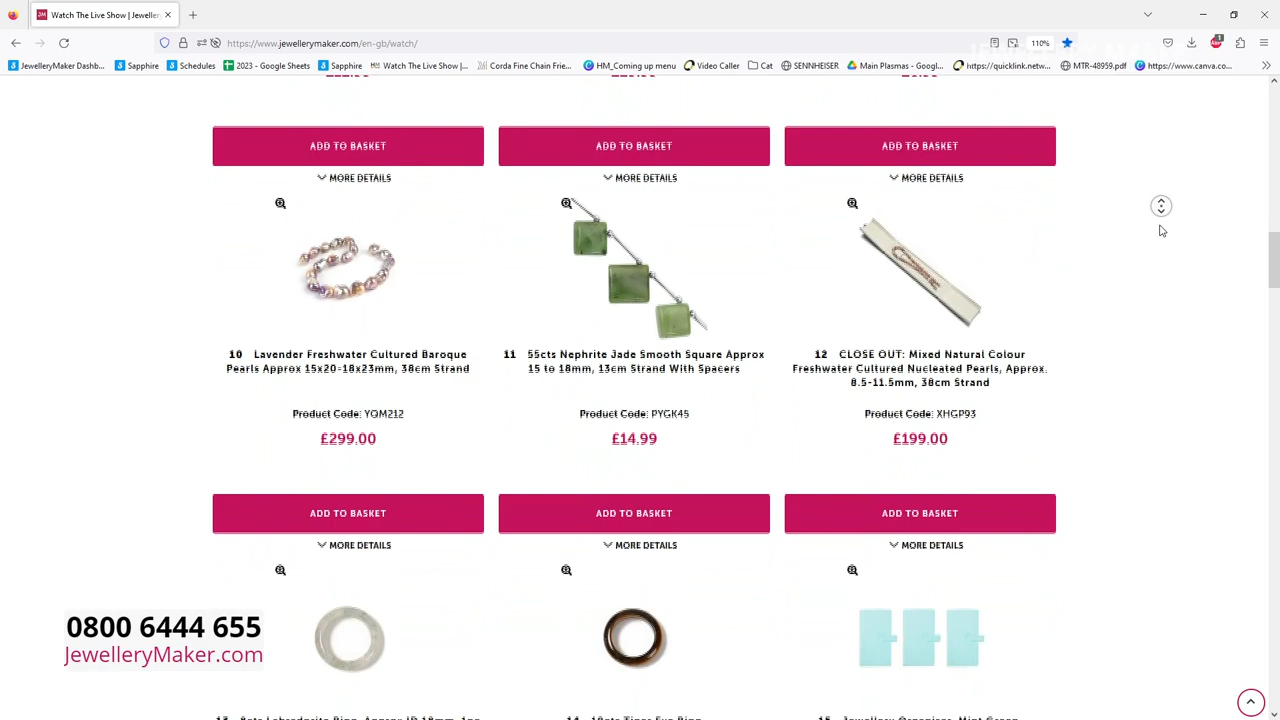 Watch The Live Show | Jeweller
https://www.jewellerymaker.com/en-gb/watch/
110%
1
JewelleryMaker Dashb...
Sapphire
Schedules
2023 - Google Sheets
Sapphire
Watch The Live Show |...
Corda Fine Chain Frie...
HM_Coming up menu
Video Caller
Cat
SENNHEISER
Main Plasmas - Googl...
https://quicklink.netw...
MTR-48959.pdf
https://www.canva.co...
ADD TO BASKET
ADD TO BASKET
ADD TO BASKET
MORE DETAILS
MORE DETAILS
MORE DETAILS
10 Lavender Freshwater Cultured Baroque
Pearls Approx 15x20-18x23mm, 38cm Strand
Product Code: YQM212
£299.00
11 55cts Nephrite Jade Smooth Square Approx
15 to 18mm, 13cm Strand With Spacers
Product Code: PYGK45
£14.99
12 CLOSE OUT: Mixed Natural Colour
Freshwater Cultured Nucleated Pearls, Approx.
8.5-11.5mm, 38cm Strand
Product Code: XHGP93
£199.00
ADD TO BASKET
ADD TO BASKET
ADD TO BASKET
MORE DETAILS
MORE DETAILS
MORE DETAILS
0800 6444 655
JewelleryMaker.com